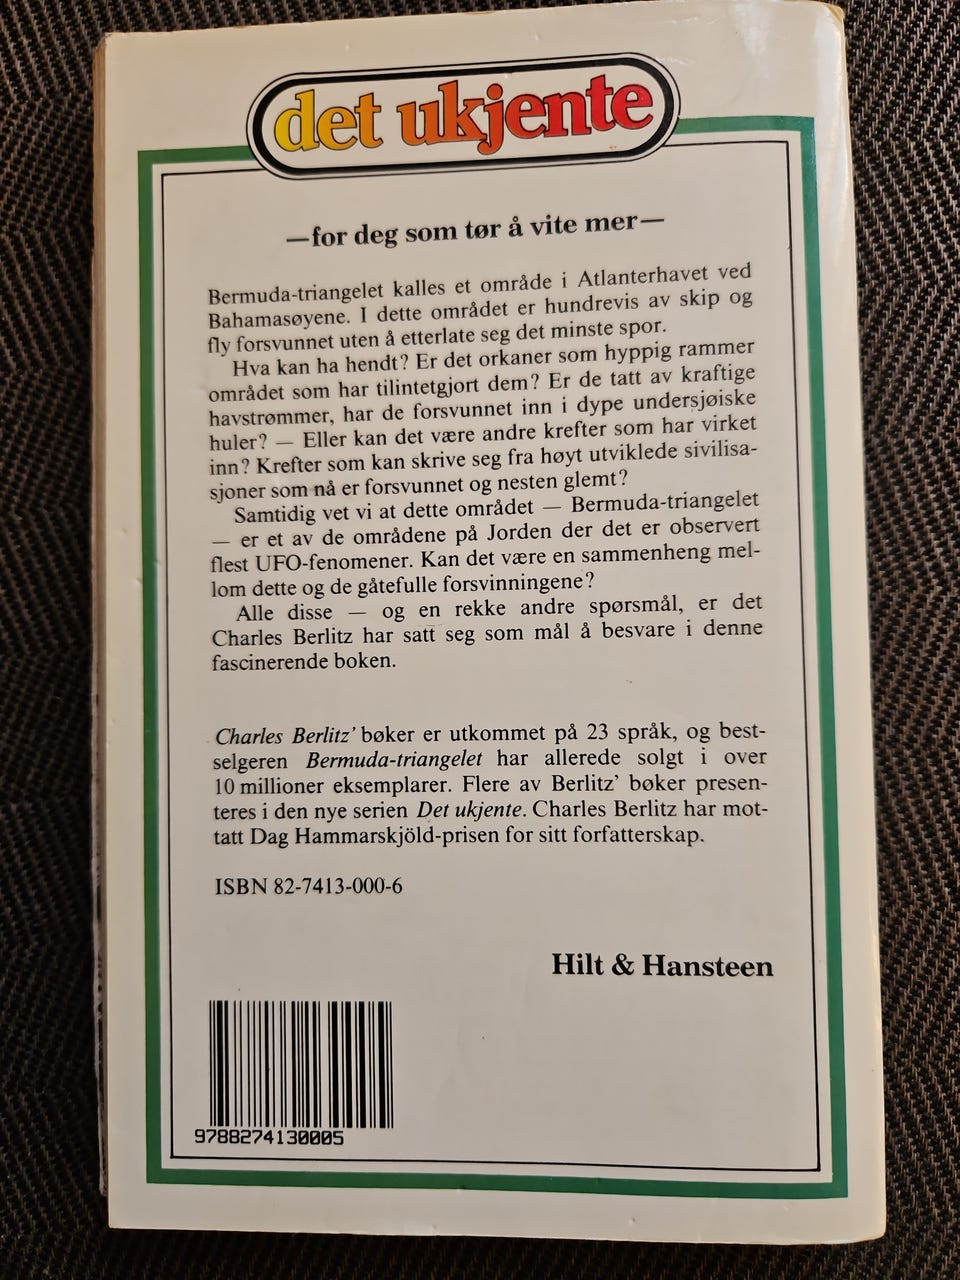 det ukjente
—for deg som tør å vite mer—
Bermuda-triangelet kalles et område i Atlanterhavet ved
Bahamasøyene. I dette området er hundrevis av skip og
fly forsvunnet uten å etterlate seg det minste spor.
Hva kan ha hendt? Er det orkaner som hyppig rammer
området som har tilintetgjort dem? Er de tatt av kraftige
havstrømmer, har de forsvunnet inn i dype undersjøiske
huler? — Eller kan det være andre krefter som har virket
inn? Krefter som kan skrive seg fra høyt utviklede sivilisa-
sjoner som nå er forsvunnet og nesten glemt?
Samtidig vet vi at dette området — Bermuda-triangelet
— er et av de områdene på Jorden der det er observert
flest UFO-fenomener. Kan det være en sammenheng mel-
lom dette og de gåtefulle forsvinningene?
Alle disse — og en rekke andre spørsmål, er det
Charles Berlitz har satt seg som mål å besvare i denne
fascinerende boken.
Charles Berlitz' bøker er utkommet på 23 språk, og best-
selgeren Bermuda-triangelet har allerede solgt i over
10 millioner eksemplarer. Flere av Berlitz' bøker presen-
teres i den nye serien Det ukjente. Charles Berlitz har mot-
tatt Dag Hammarskjöld-prisen for sitt forfatterskap.
ISBN 82-7413-000-6
Hilt & Hansteen
9788274130005